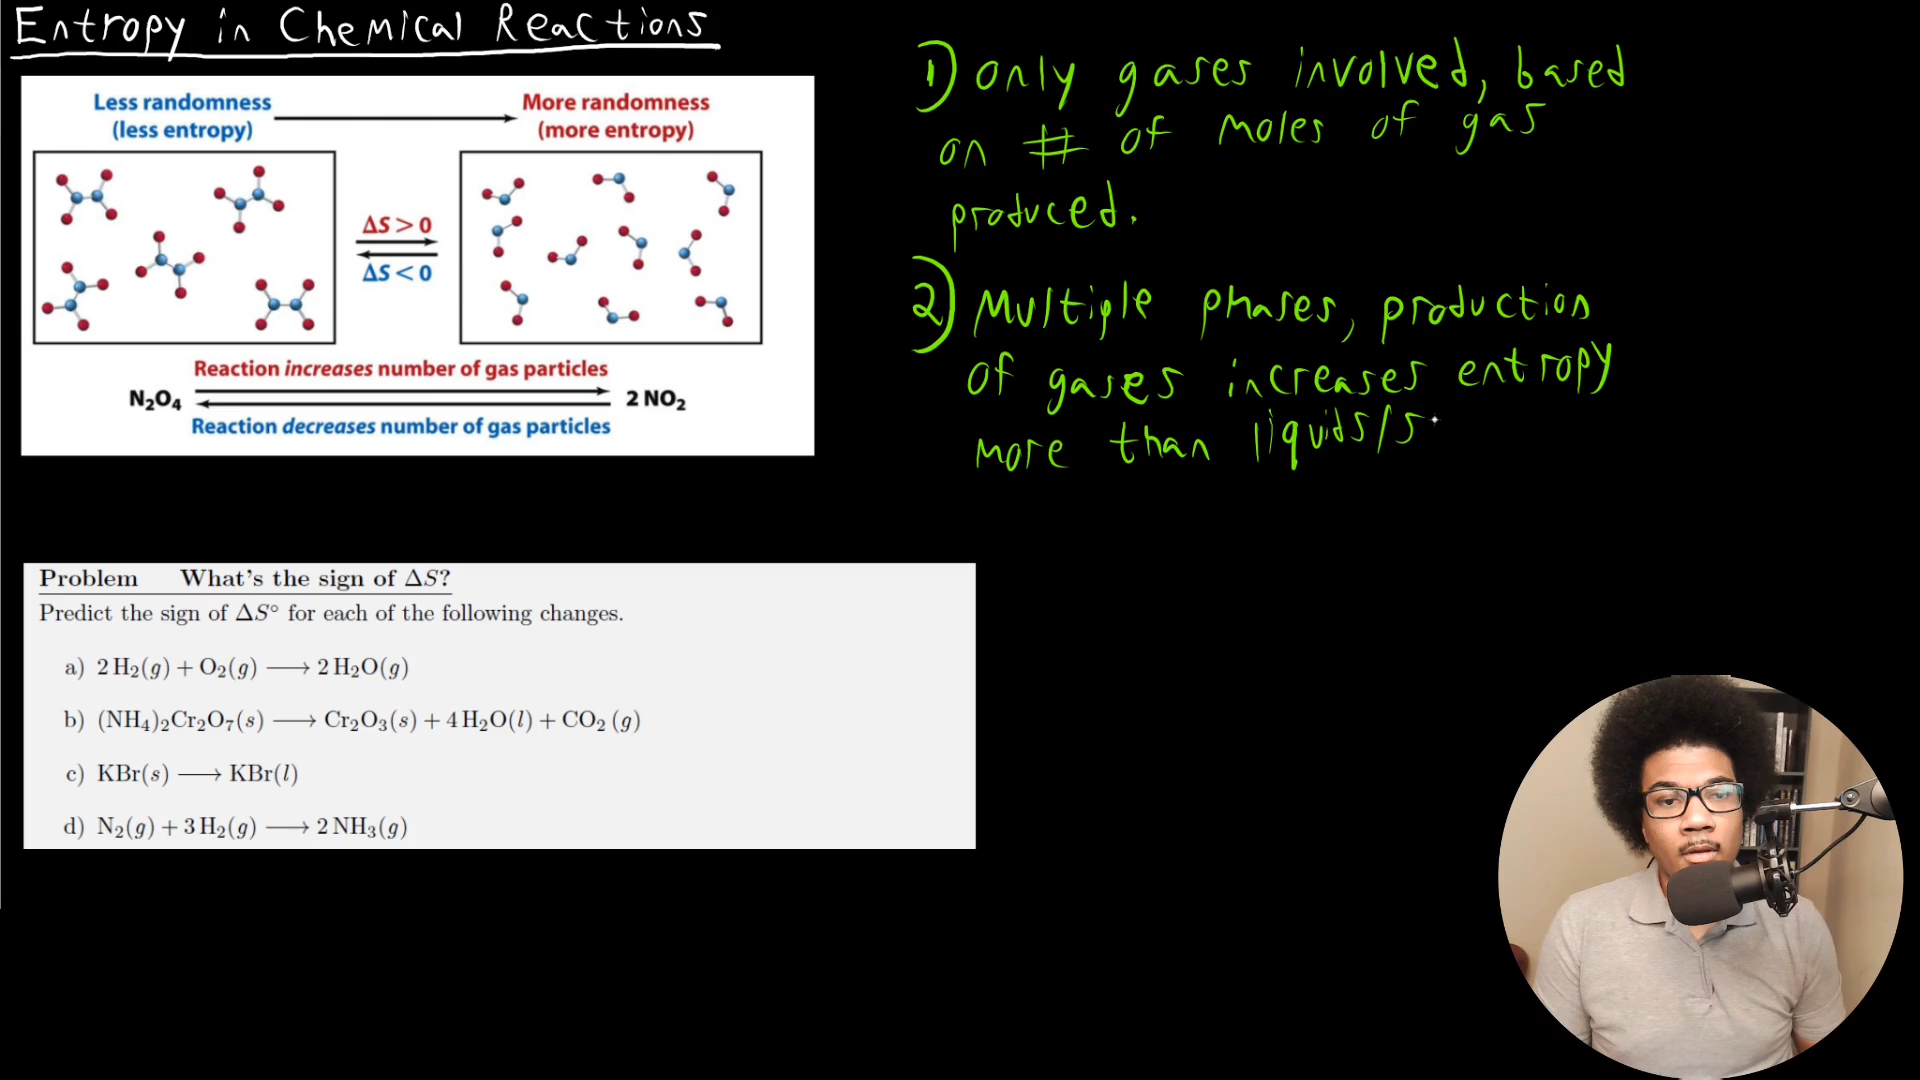 Entropy in Chemical Reactions
Less randomness
(less entropy)
More randomness
(more entropy)
ΔS > 0
ΔS < 0
Reaction increases number of gas particles
N₂O₄
2 NO₂
Reaction decreases number of gas particles
1) only gases involved, based
on # of moles of gas
produced.
2) Multiple phases, production
of gases increases entropy
more than liquids/s
Problem What's the sign of ΔS?
Predict the sign of ΔS° for each of the following changes.
a) 2 H₂(g) + O₂(g) ⟶ 2 H₂O(g)
b) (NH₄)₂Cr₂O₇(s) ⟶ Cr₂O₃(s) + 4 H₂O(l) + CO₂ (g)
c) KBr(s) ⟶ KBr(l)
d) N₂(g) + 3 H₂(g) ⟶ 2 NH₃(g)